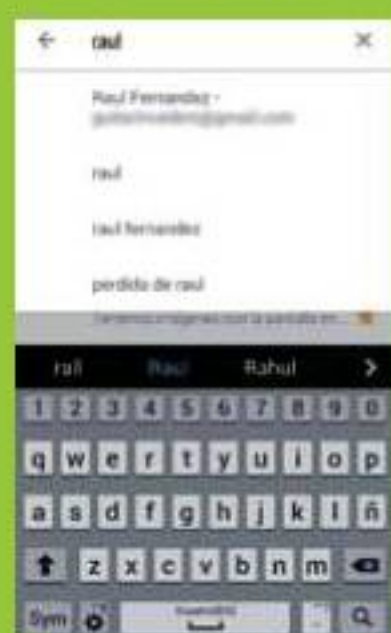 raul
Raul Fernandez -
raul
raul fernandez
perdida de raul
rail Raul Rahul
1 2 3 4 5 6 7 8 9 0
q w e r t y u i o p
a s d f g h j k l ñ
z x c v b n m
Sym